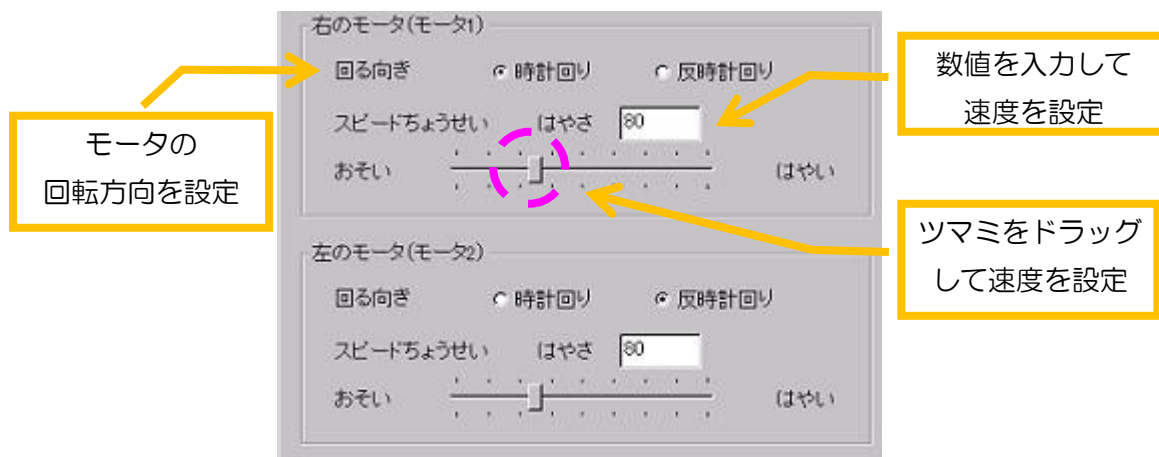 右のモータ(モータ1)
回る向き 時計回り 反時計回り
スピードちょうせい はやさ 80
おそい はやい
数値を入力して
速度を設定
モータの
回転方向を設定
ツマミをドラッグ
して速度を設定
左のモータ(モータ2)
回る向き 時計回り 反時計回り
スピードちょうせい はやさ 80
おそい はやい